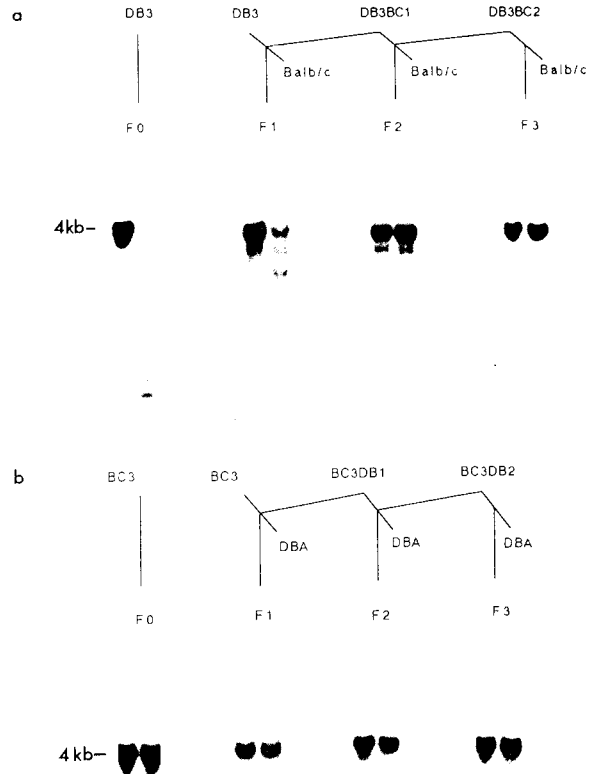 a
DB3 DB3 DB3BC1 DB3BC2
Balb/c Balb/c Balb/c
F0 F1 F2 F3
4kb–
b
BC3 BC3 BC3DB1 BC3DB2
DBA DBA DBA
F0 F1 F2 F3
4kb–